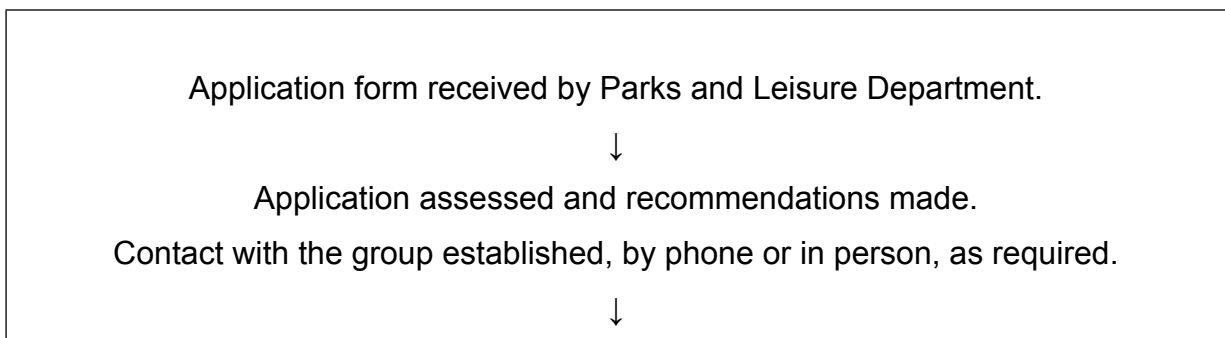 Application form received by Parks and Leisure Department.
↓
Application assessed and recommendations made.
Contact with the group established, by phone or in person, as required.
↓